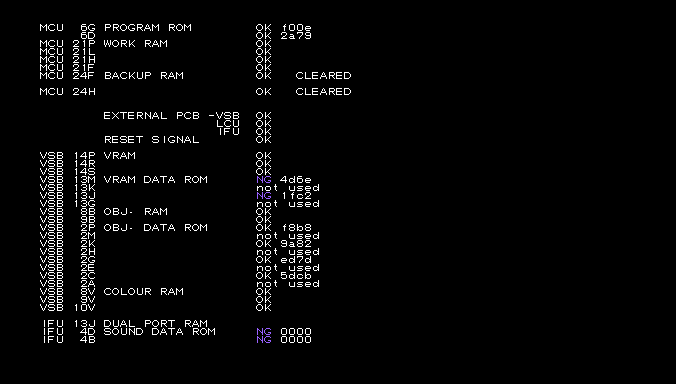 MCU 6G PROGRAM ROM OK f00e
6D OK 2a79
MCU 21P WORK RAM OK
MCU 21L OK
MCU 21H OK
MCU 21F OK
MCU 24F BACKUP RAM OK CLEARED
MCU 24H OK CLEARED
EXTERNAL PCB -VSB OK
LCU OK
IFU OK
RESET SIGNAL OK
VSB 14P VRAM OK
VSB 14R OK
VSB 14S OK
VSB 13M VRAM DATA ROM NG 4d6e
VSB 13K not used
VSB 13J NG 1fc2
VSB 13G not used
VSB 8B OBJ- RAM OK
VSB 9B OK
VSB 2P OBJ- DATA ROM OK f8b8
VSB 2M not used
VSB 2K OK 9a82
VSB 2H not used
VSB 2G OK ed7d
VSB 2E not used
VSB 2C OK 5dcb
VSB 2A not used
VSB 8V COLOUR RAM OK
VSB 9V OK
VSB 10V OK
IFU 13J DUAL PORT RAM
IFU 4D SOUND DATA ROM NG 0000
IFU 4B NG 0000